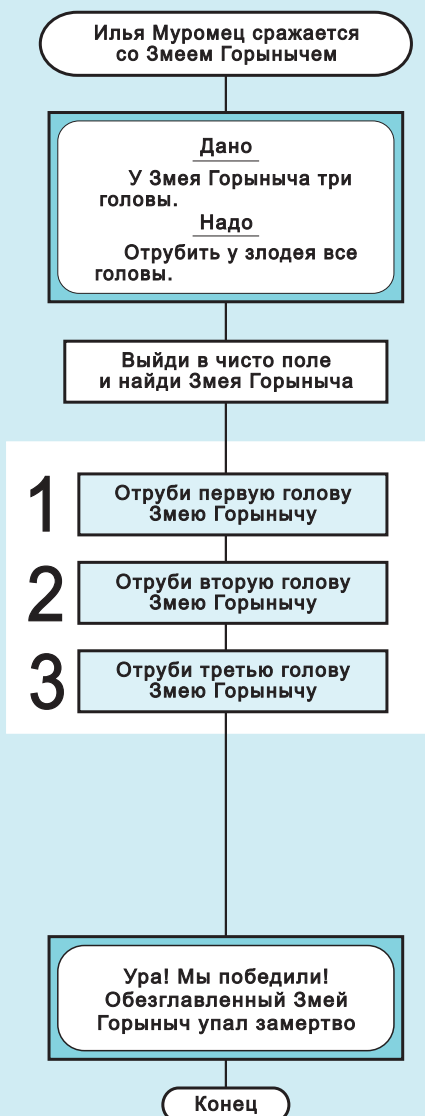 Илья Муромец сражается
со Змеем Горынычем
Дано
У Змея Горыныча три
головы.
Надо
Отрубить у злодея все
головы.
Выйди в чисто поле
и найди Змея Горыныча
1
Отруби первую голову
Змею Горынычу
2
Отруби вторую голову
Змею Горынычу
3
Отруби третью голову
Змею Горынычу
Ура! Мы победили!
Обезглавленный Змей
Горыныч упал замертво
Конец